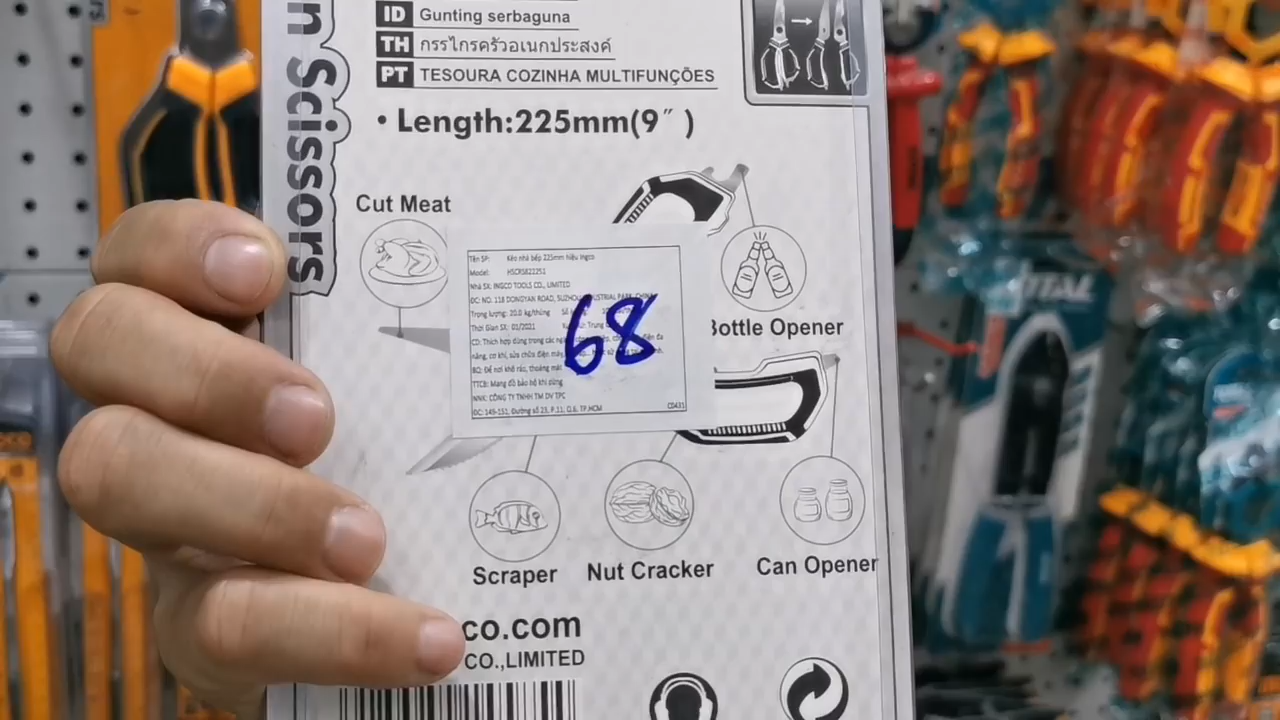 n Scissors
ID Gunting serbaguna
TH กรรไกรครัวอเนกประสงค์
PT TESOURA COZINHA MULTIFUNÇÕES
• Length:225mm(9″ )
Cut Meat
Tên SP: Kéo nhà bếp 225mm hiệu Ingco
Model: HSCRS822251
Nhà SX: INGCO TOOLS CO., LIMITED
ĐC: NO. 118 DONGYAN ROAD, SUZHOU INDUSTRIAL PARK, CHINA
Trọng lượng: 20.0 kg/thùng
Thời Gian SX: 01/2021
CD: Thích hợp dùng trong các
năng, cơ khí, sửa chữa điện máy
BQ: Để nơi khô ráo, thoáng mát
TTCB: Mang đồ bảo hộ khi dùng
NNK: CÔNG TY TNHH TM DV TPC
ĐC: 149-151, Đường số 23, P.11, Q.6, TP.HCM CD431
68
Bottle Opener
Scraper
Nut Cracker
Can Opener
co.com
CO.,LIMITED
TOTAL